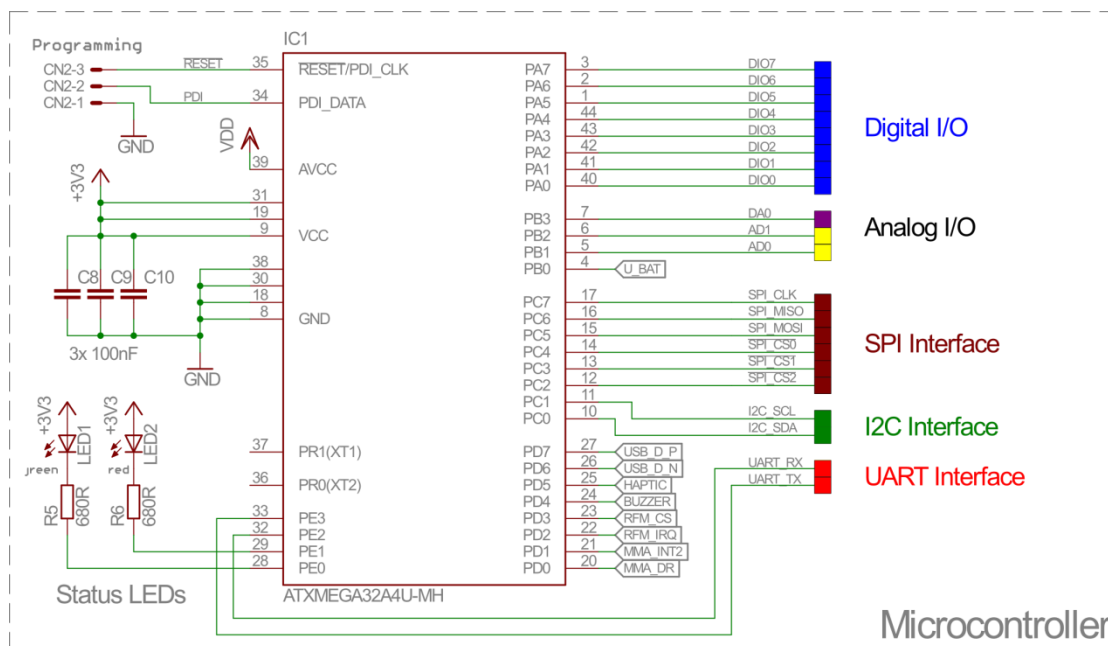 Programming
CN2-3
CN2-2
CN2-1
RESET
PDI
GND
VDD
+3V3
C8 C9 C10
3x 100nF
GND
+3V3 +3V3
LED1 LED2
green red
R5 680R
R6 680R
Status LEDs
IC1
35 RESET/PDI_CLK
34 PDI_DATA
39 AVCC
31
19
9 VCC
38
30
18
8 GND
37 PR1(XT1)
36 PR0(XT2)
33 PE3
32 PE2
29 PE1
28 PE0
ATXMEGA32A4U-MH
PA7 3 DIO7
PA6 2 DIO6
PA5 1 DIO5
PA4 44 DIO4
PA3 43 DIO3
PA2 42 DIO2
PA1 41 DIO1
PA0 40 DIO0
Digital I/O
PB3 7 DA0
PB2 6 AD1
PB1 5 AD0
PB0 4 U_BAT
Analog I/O
PC7 17 SPI_CLK
PC6 16 SPI_MISO
PC5 15 SPI_MOSI
PC4 14 SPI_CS0
PC3 13 SPI_CS1
PC2 12 SPI_CS2
SPI Interface
PC1 11 I2C_SCL
PC0 10 I2C_SDA
I2C Interface
PD7 27 USB_D_P
PD6 26 USB_D_N
PD5 25 HAPTIC
PD4 24 BUZZER
PD3 23 RFM_CS
PD2 22 RFM_IRQ
PD1 21 MMA_INT2
PD0 20 MMA_DR
UART_RX
UART_TX
UART Interface
Microcontroller